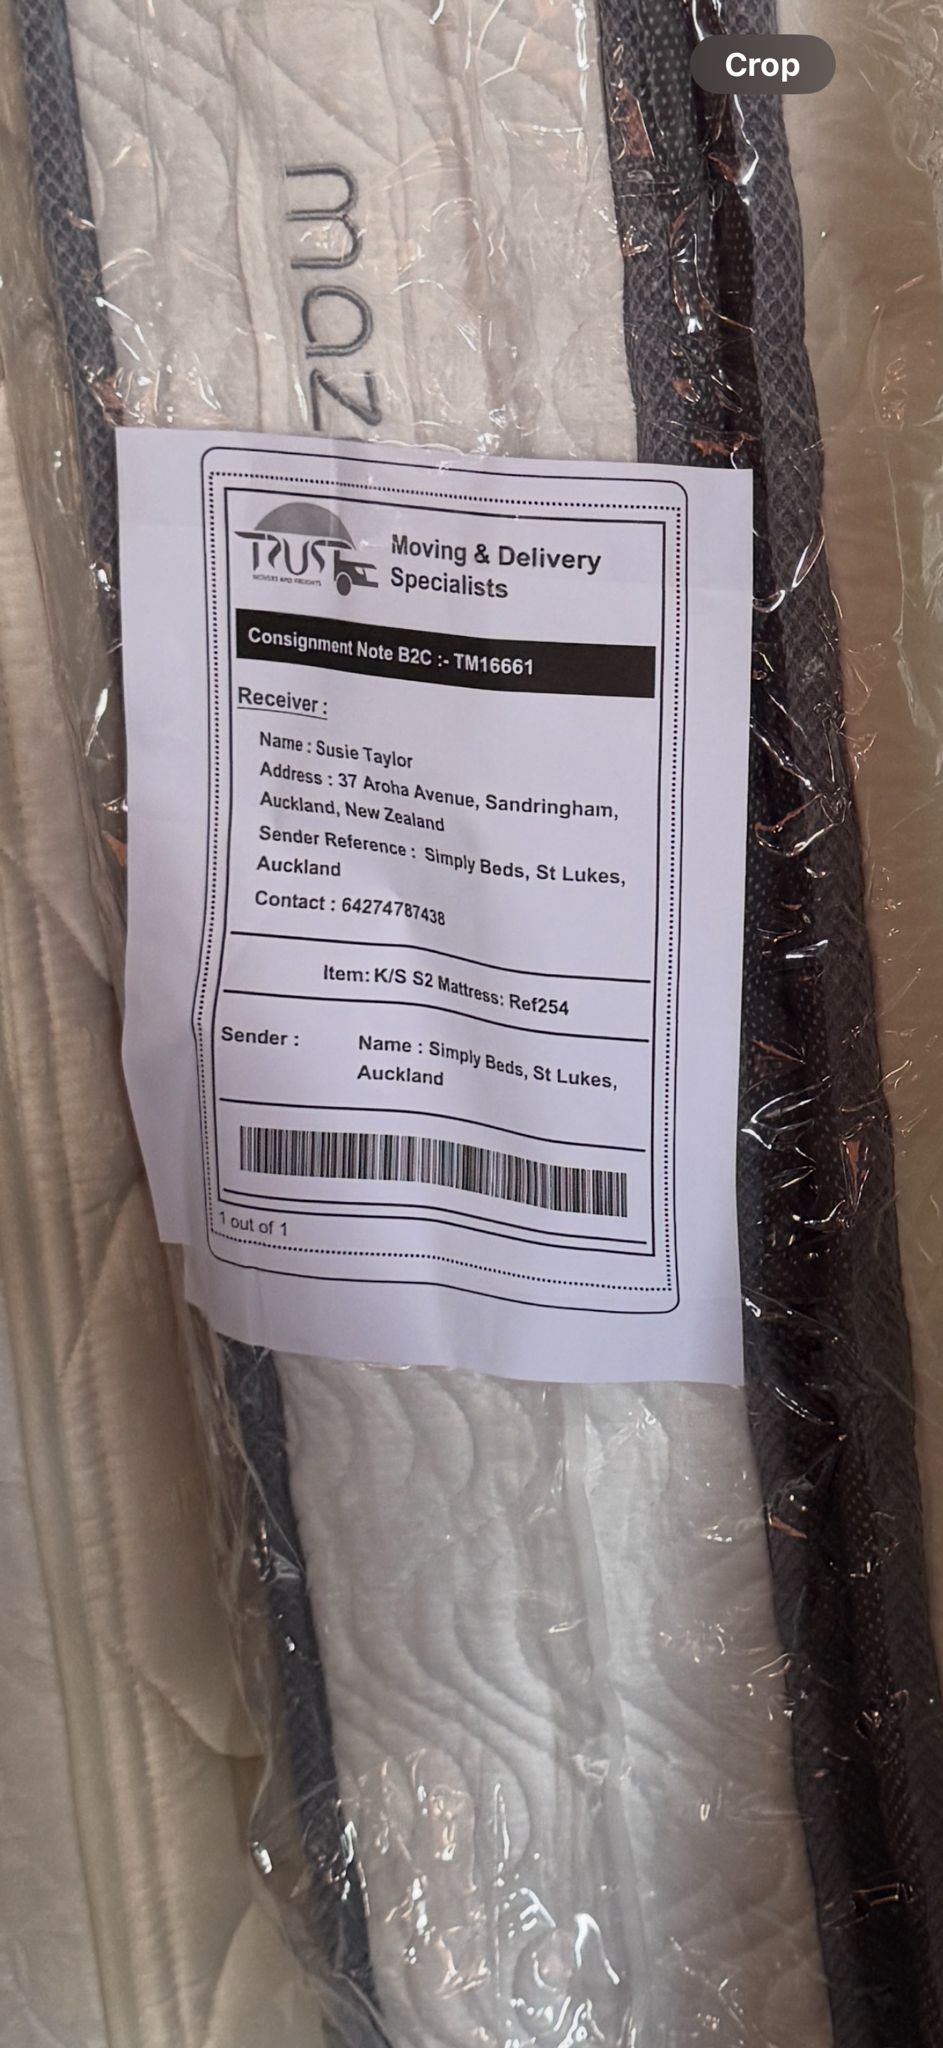 Crop
maz
TRUST
MOVERS AND FREIGHTS
Moving & Delivery
Specialists
Consignment Note B2C :- TM16661
Receiver :
Name : Susie Taylor
Address : 37 Aroha Avenue, Sandringham,
Auckland, New Zealand
Sender Reference : Simply Beds, St Lukes,
Auckland
Contact : 64274787438
Item: K/S S2 Mattress: Ref254
Sender :
Name : Simply Beds, St Lukes,
Auckland
1 out of 1